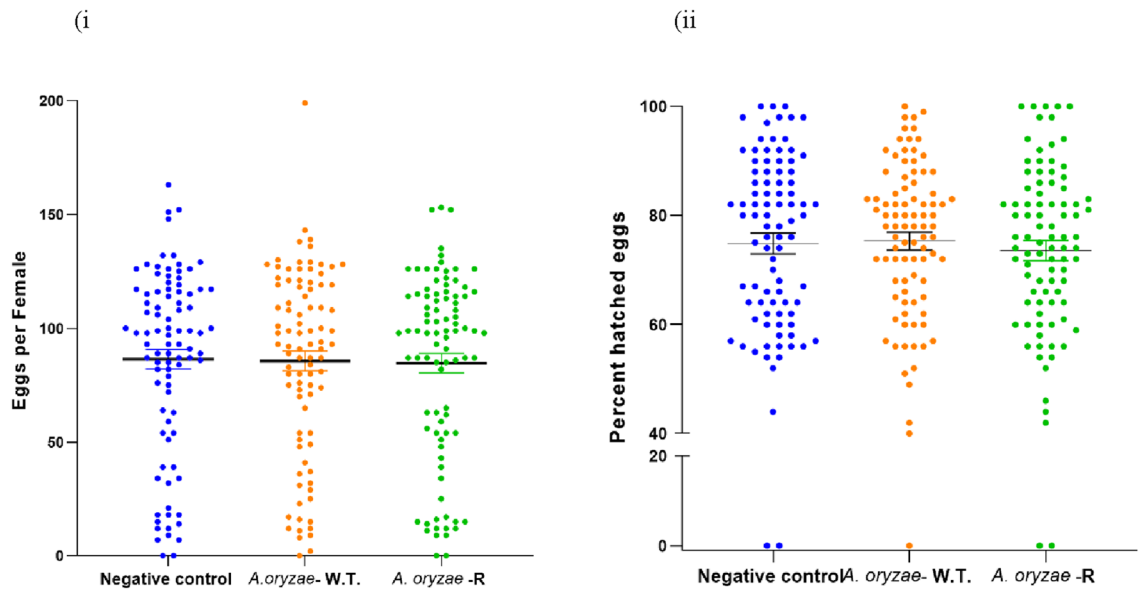 (i
(ii
Eggs per Female
200
150
100
50
0
Negative control
A.oryzae- W.T.
A. oryzae -R
Percent hatched eggs
100
80
60
40
20
0
Negative control
A. oryzae- W.T.
A. oryzae -R